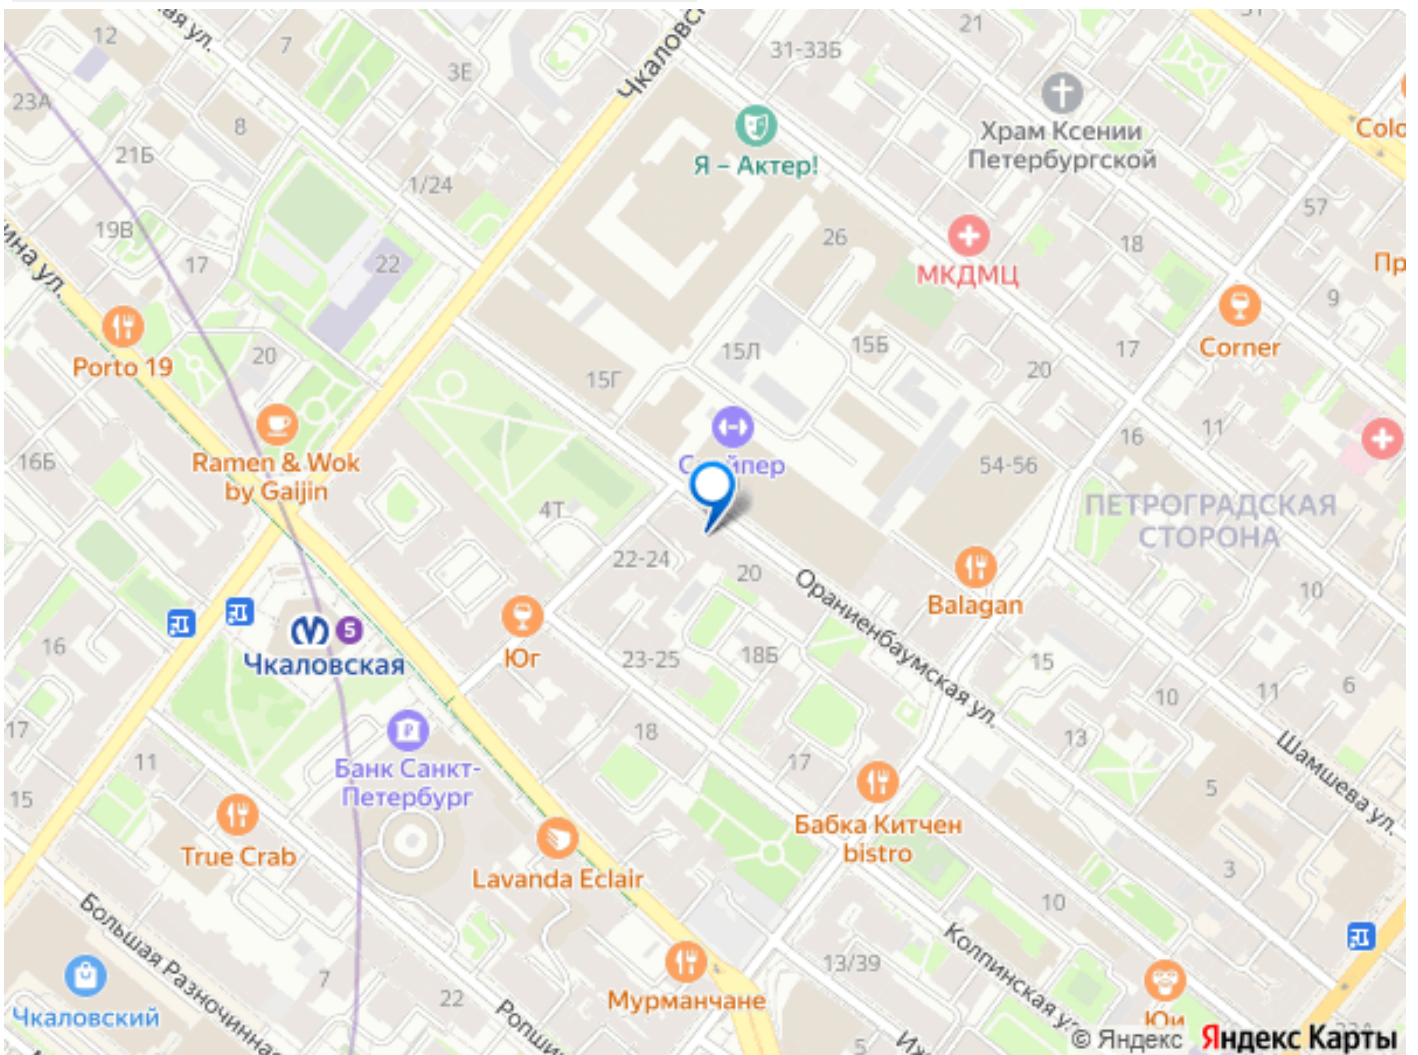 12
7
3Е
Чкаловс
31-33Б
21
кая ул.
23А
8
21Б
1/24
Я – Актер!
Храм Ксении
Петербургской
Colo
57
19В
17
22
26
18
МКДМЦ
Пр
9
ина ул.
Porto 19
20
15Г
15Л
15Б
20
17
Corner
Ramen & Wok
by Gaijin
16Б
4Т
54-56
16
11
ПЕТРОГРАДСКАЯ
СТОРОНА
22-24
20
Ораниенбаумская ул.
Balagan
10
5
Чкаловская
16
Юг
23-25
18Б
15
10
11
6
17
11
Банк Санкт-
Петербург
18
17
13
5
Шамшева ул.
15
True Crab
Lavanda Eclair
Бабка Китчен
bistro
3
10
Большая Разночинная
7
22
Чкаловский
Ропши
Мурманчане
13/39
Колпинская у
Юи
5
Иж
© Яндекс
Яндекс Карты